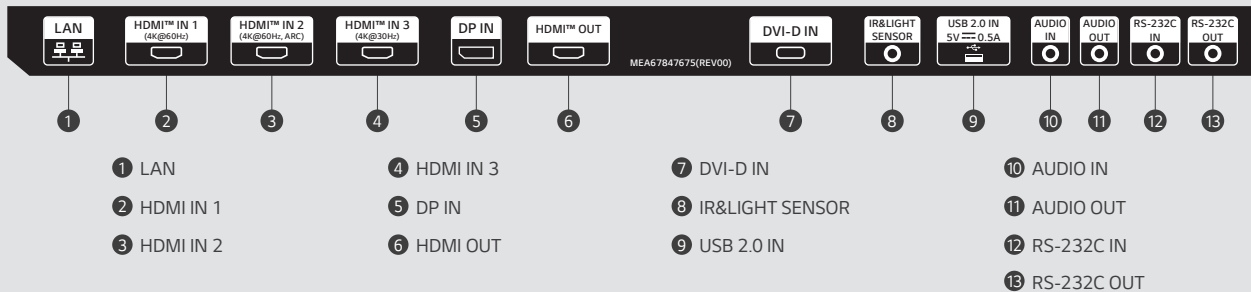 LAN
HDMI™ IN 1
(4K@60Hz)
HDMI™ IN 2
(4K@60Hz, ARC)
HDMI™ IN 3
(4K@30Hz)
DP IN
HDMI™ OUT
MEA67847675(REV00)
DVI-D IN
IR&LIGHT
SENSOR
USB 2.0 IN
5V⎓0.5A
AUDIO
IN
AUDIO
OUT
RS-232C
IN
RS-232C
OUT
1
2
3
4
5
6
7
8
9
10
11
12
13
1 LAN
2 HDMI IN 1
3 HDMI IN 2
4 HDMI IN 3
5 DP IN
6 HDMI OUT
7 DVI-D IN
8 IR&LIGHT SENSOR
9 USB 2.0 IN
10 AUDIO IN
11 AUDIO OUT
12 RS-232C IN
13 RS-232C OUT